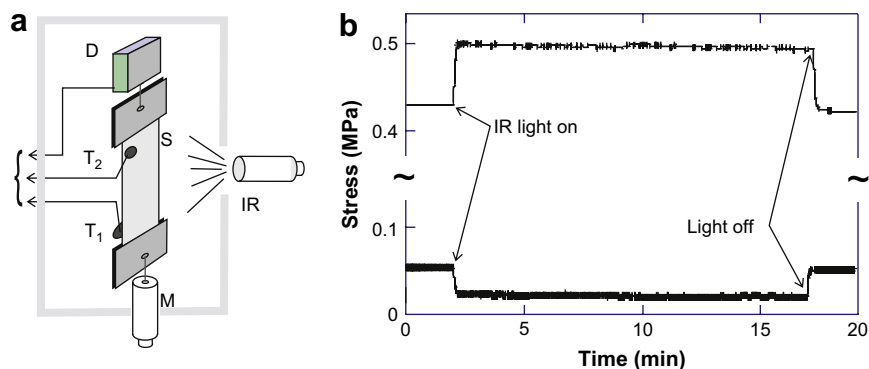 a
D
S
T2
IR
T1
M
b
0.5
0.4
0.1
0
Stress (MPa)
~
~
IR light on
Light off
0
5
10
15
20
Time (min)